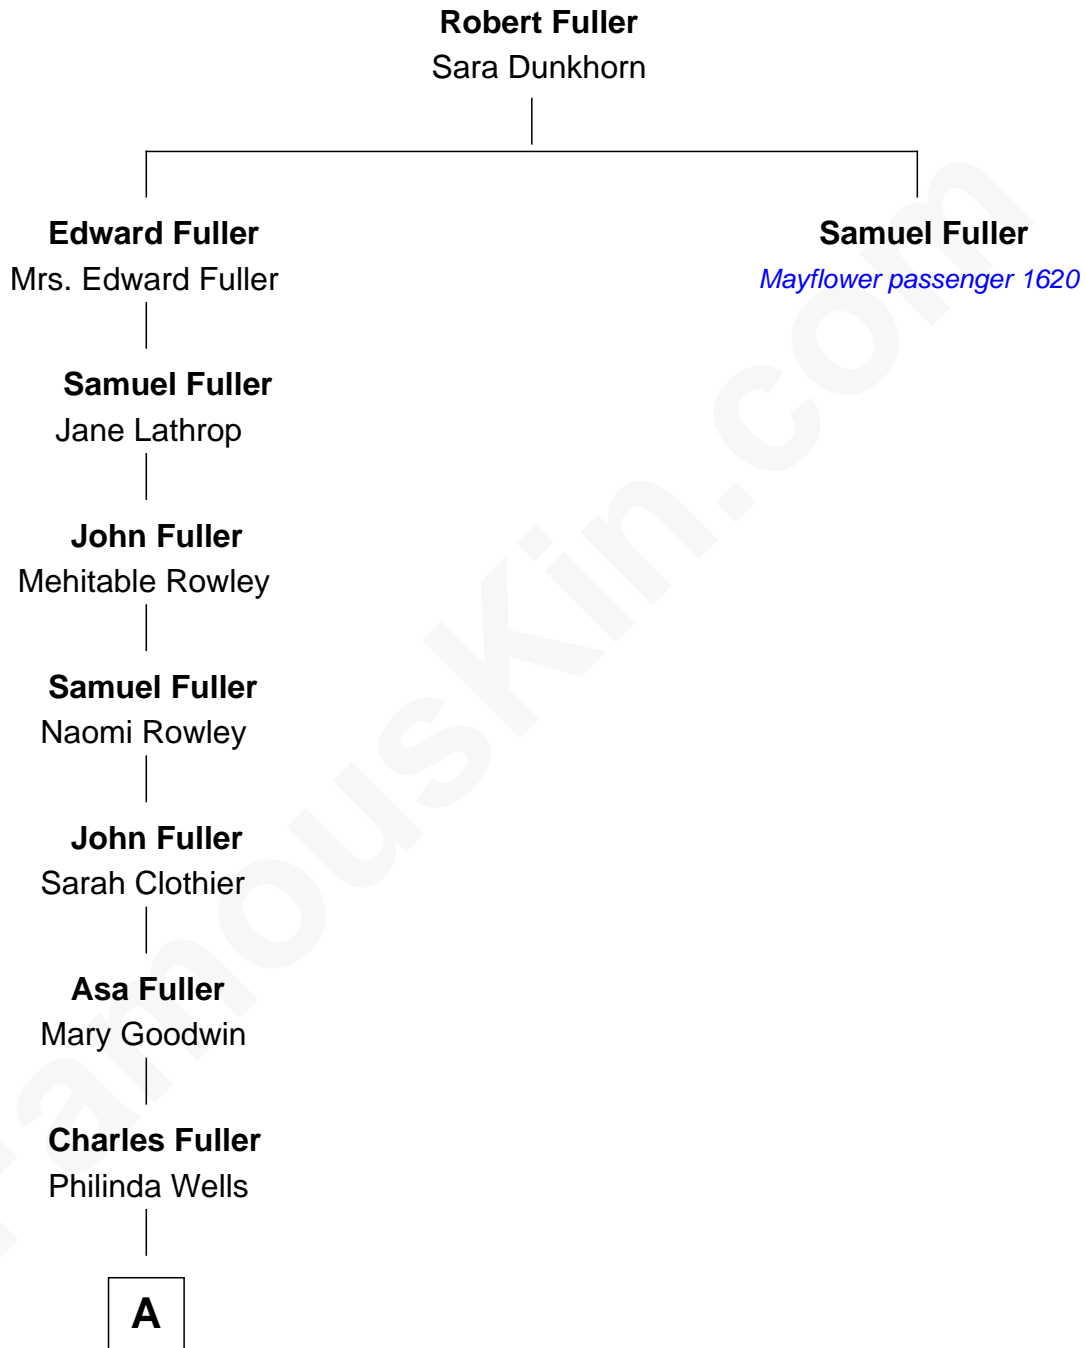 Robert Fuller
Sara Dunkhorn
Edward Fuller
Mrs. Edward Fuller
Samuel Fuller
Mayflower passenger 1620
Samuel Fuller
Jane Lathrop
John Fuller
Mehitable Rowley
Samuel Fuller
Naomi Rowley
John Fuller
Sarah Clothier
Asa Fuller
Mary Goodwin
Charles Fuller
Philinda Wells
A
FamousKin.com